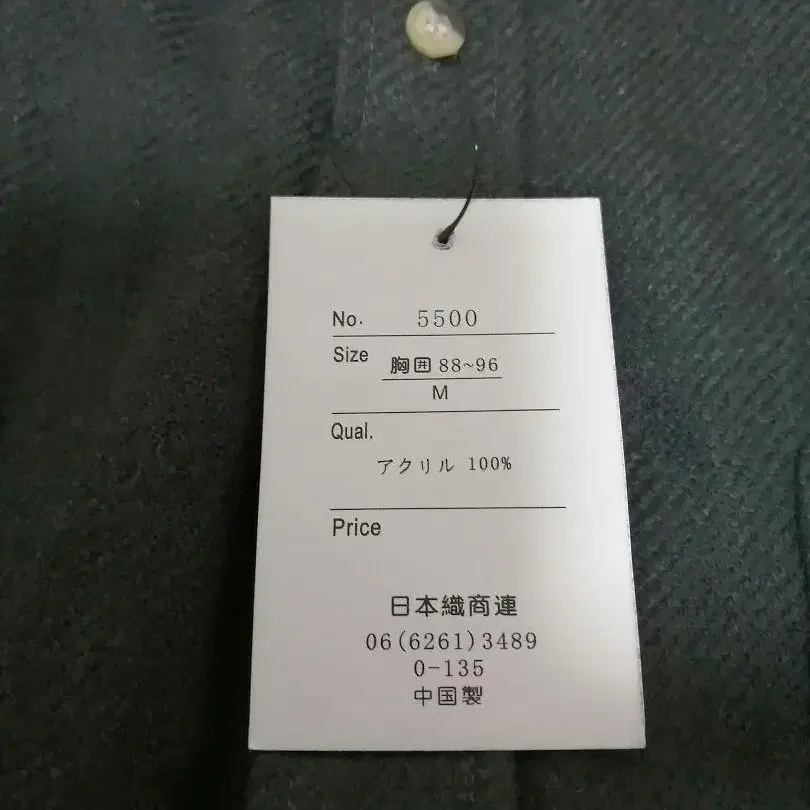 No. 5500
Size 胸囲 88~96
M
Qual.
アクリル 100%
Price
日本織商連
06(6261)3489
0-135
中国製